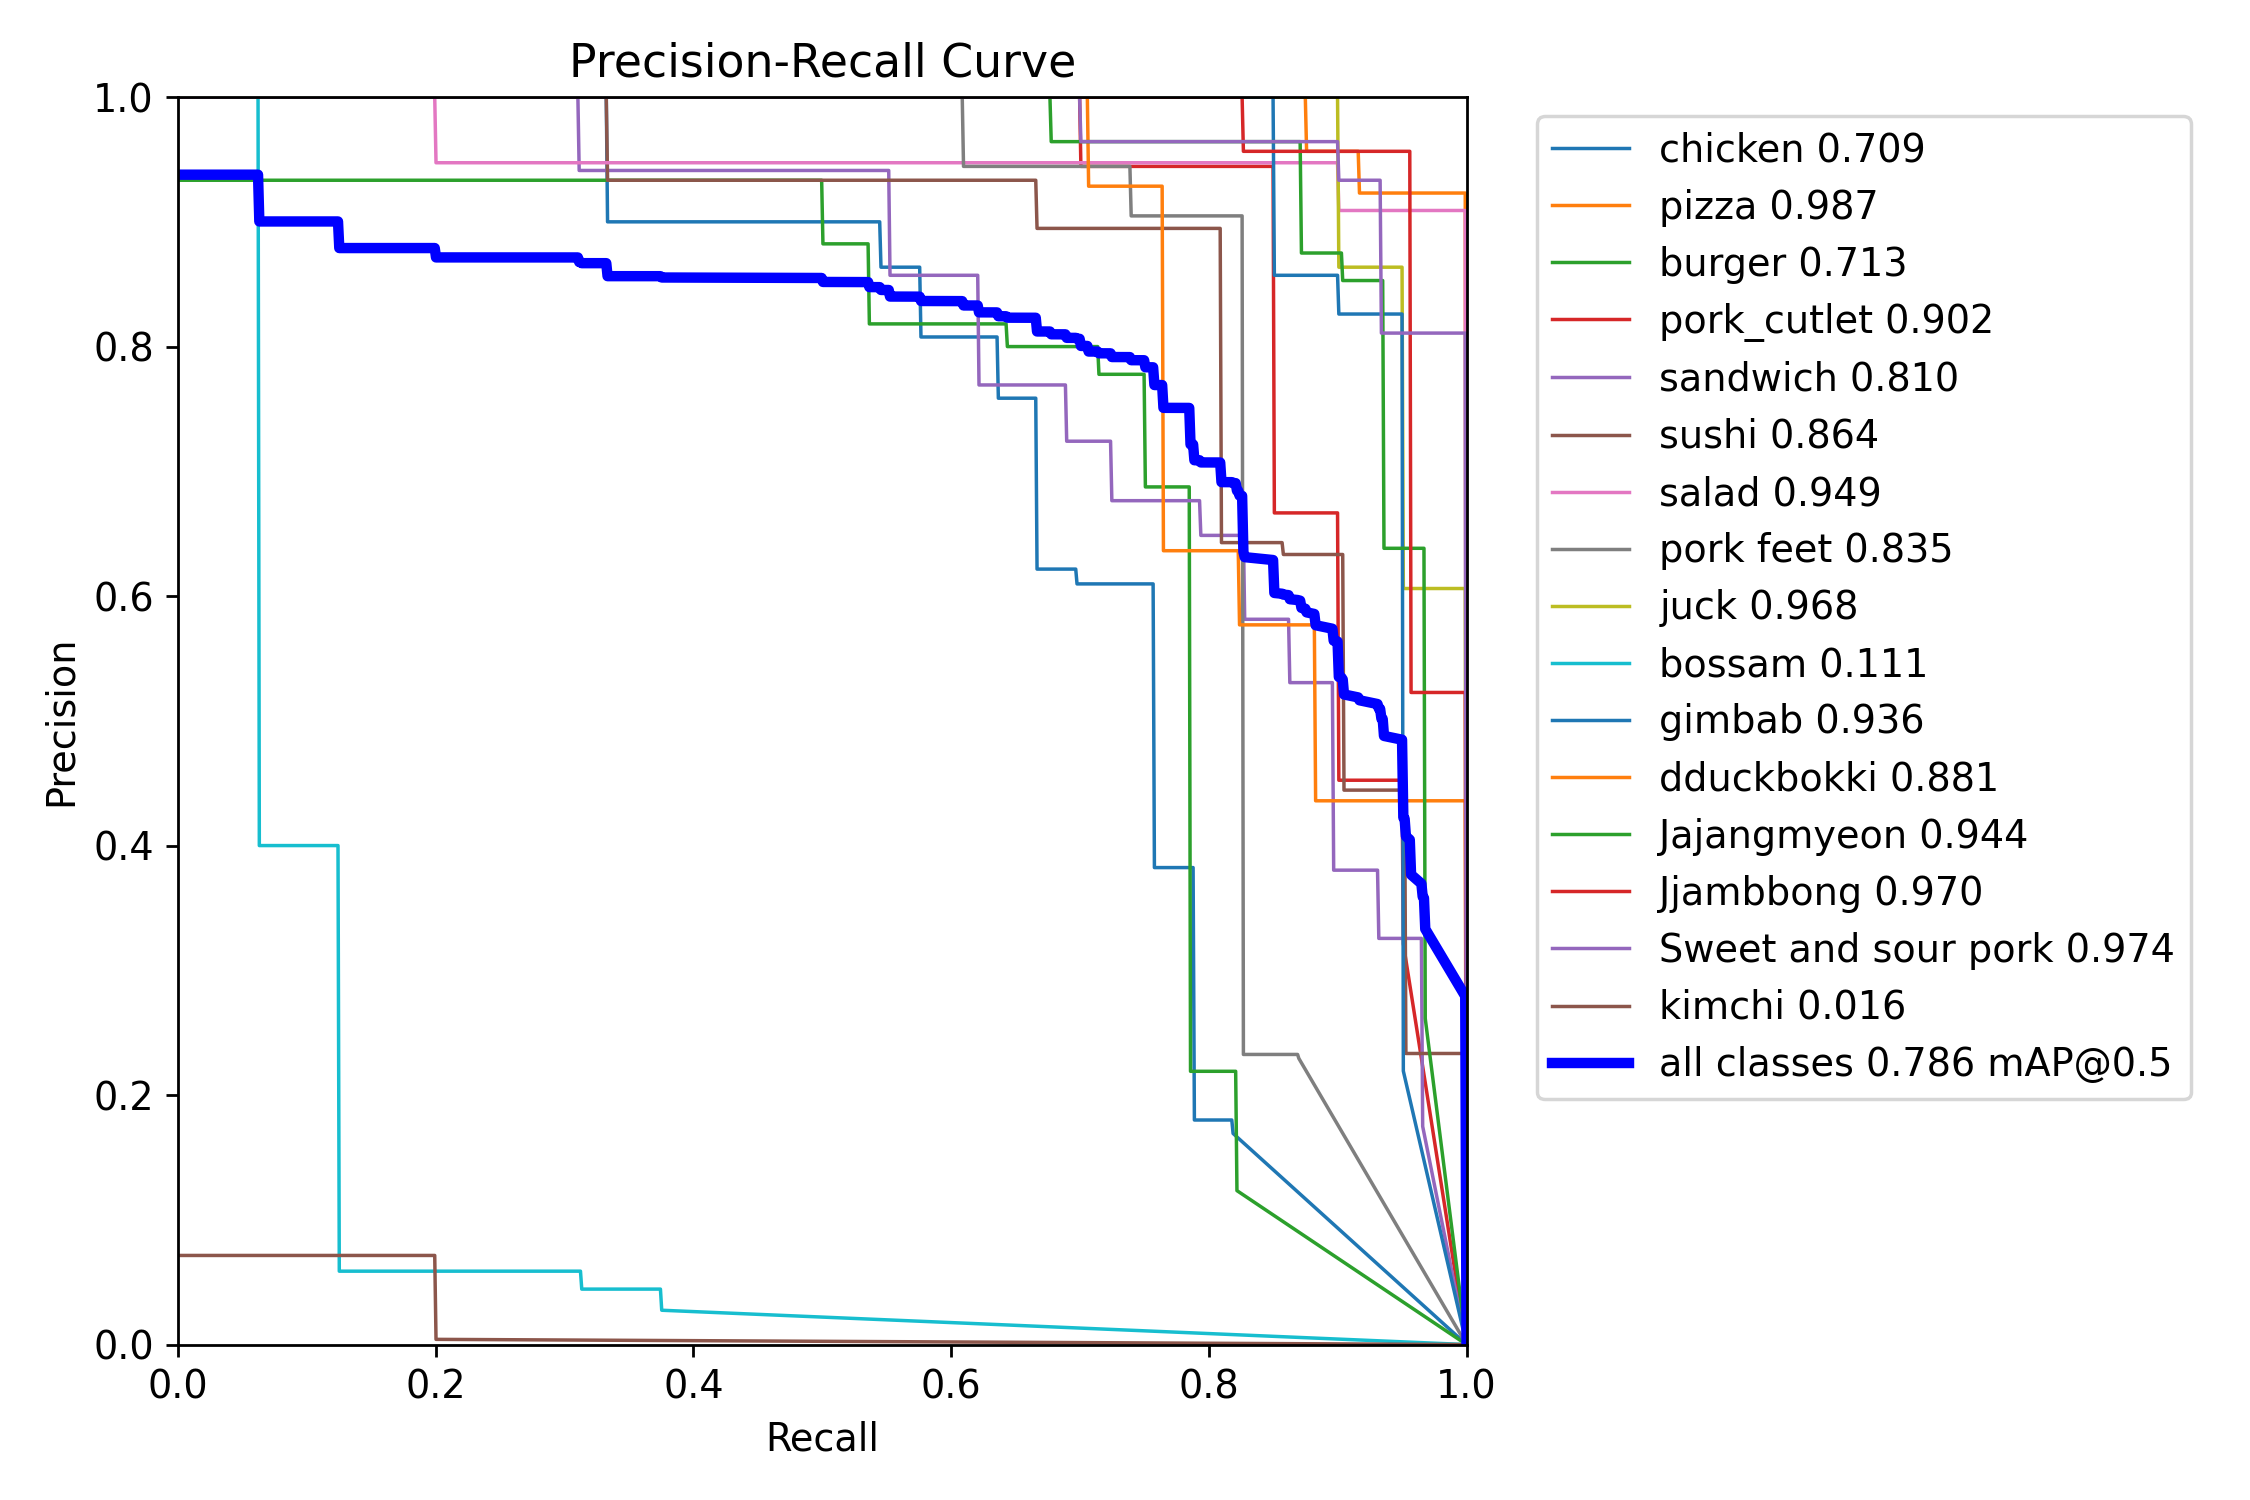 Precision-Recall Curve
1.0
0.8
0.6
0.4
0.2
0.0
Precision
0.0 0.2 0.4 0.6 0.8 1.0
Recall
chicken 0.709
pizza 0.987
burger 0.713
pork_cutlet 0.902
sandwich 0.810
sushi 0.864
salad 0.949
pork feet 0.835
juck 0.968
bossam 0.111
gimbab 0.936
dduckbokki 0.881
Jajangmyeon 0.944
Jjambbong 0.970
Sweet and sour pork 0.974
kimchi 0.016
all classes 0.786 mAP@0.5